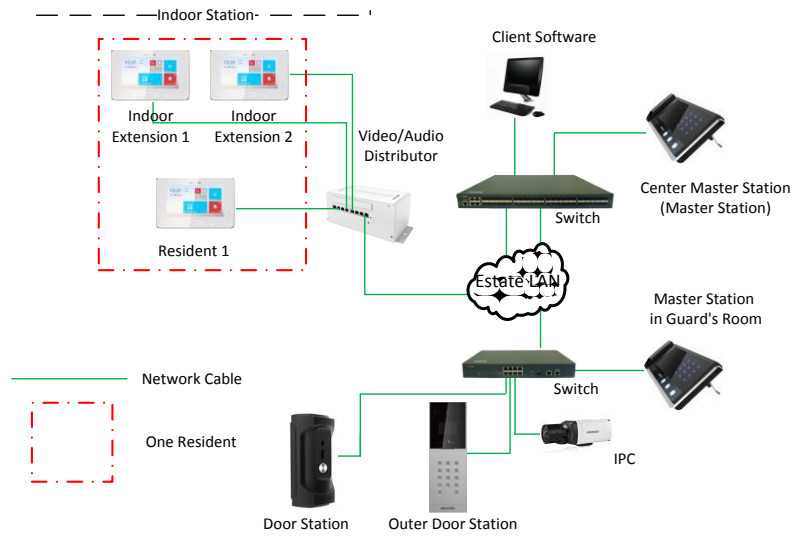 Indoor Station
Client Software
Indoor
Extension 1
Indoor
Extension 2
Video/Audio
Distributor
Center Master Station
(Master Station)
Switch
Resident 1
Estate LAN
Master Station
in Guard's Room
Network Cable
Switch
One Resident
IPC
Door Station
Outer Door Station